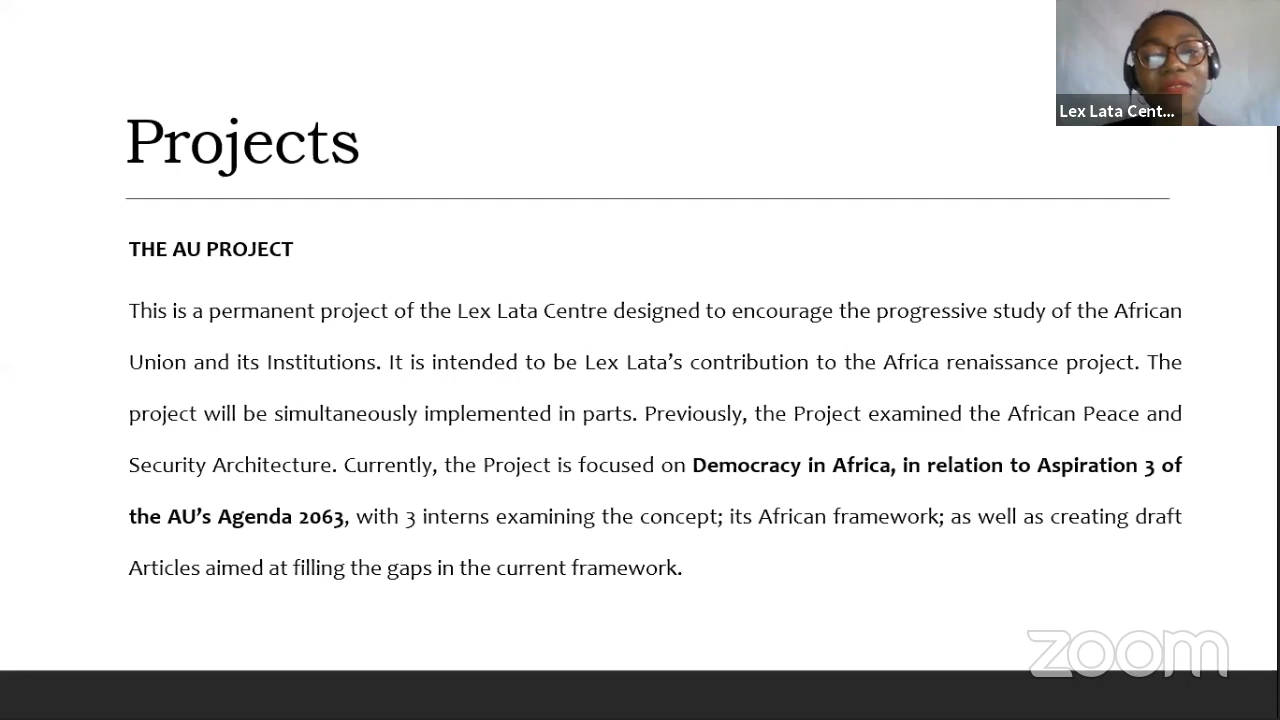 Lex Lata Cent...
Projects
THE AU PROJECT
This is a permanent project of the Lex Lata Centre designed to encourage the progressive study of the African
Union and its Institutions. It is intended to be Lex Lata’s contribution to the Africa renaissance project. The
project will be simultaneously implemented in parts. Previously, the Project examined the African Peace and
Security Architecture. Currently, the Project is focused on Democracy in Africa, in relation to Aspiration 3 of
the AU’s Agenda 2063, with 3 interns examining the concept; its African framework; as well as creating draft
Articles aimed at filling the gaps in the current framework.
zoom